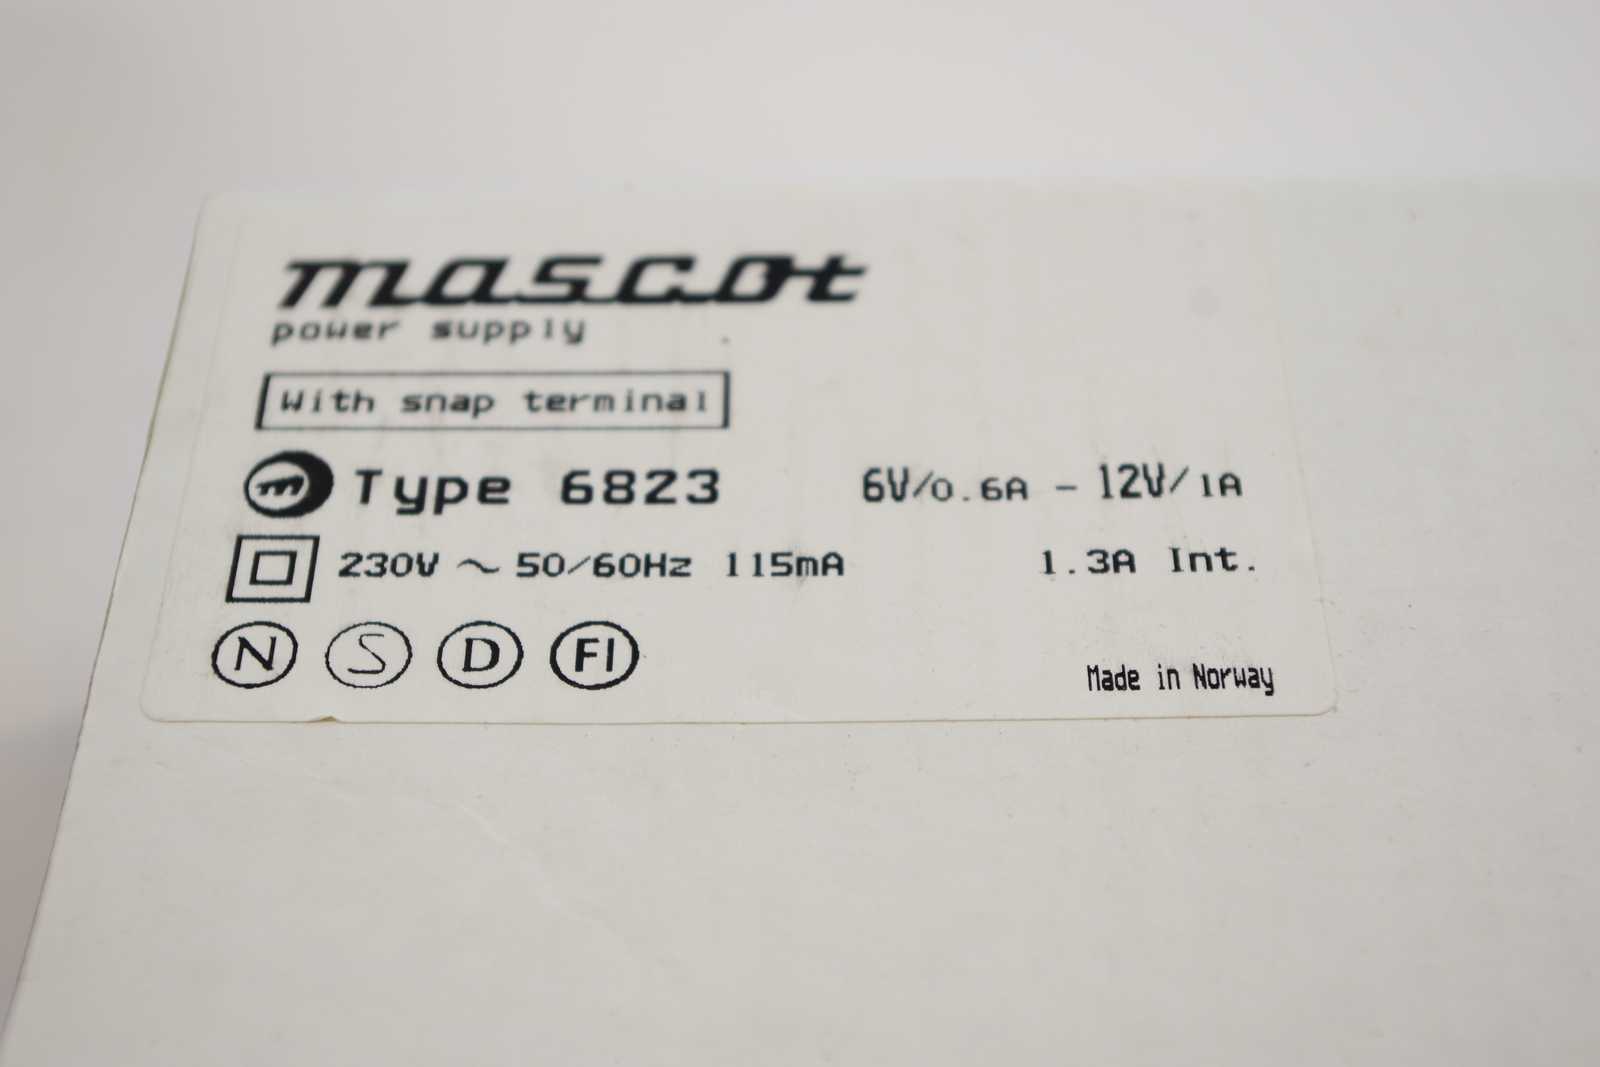 mascot
power supply
With snap terminal
m Type 6823 6V/0.6A - 12V/1A
230V ~ 50/60Hz 115mA 1.3A Int.
N S D FI
Made in Norway